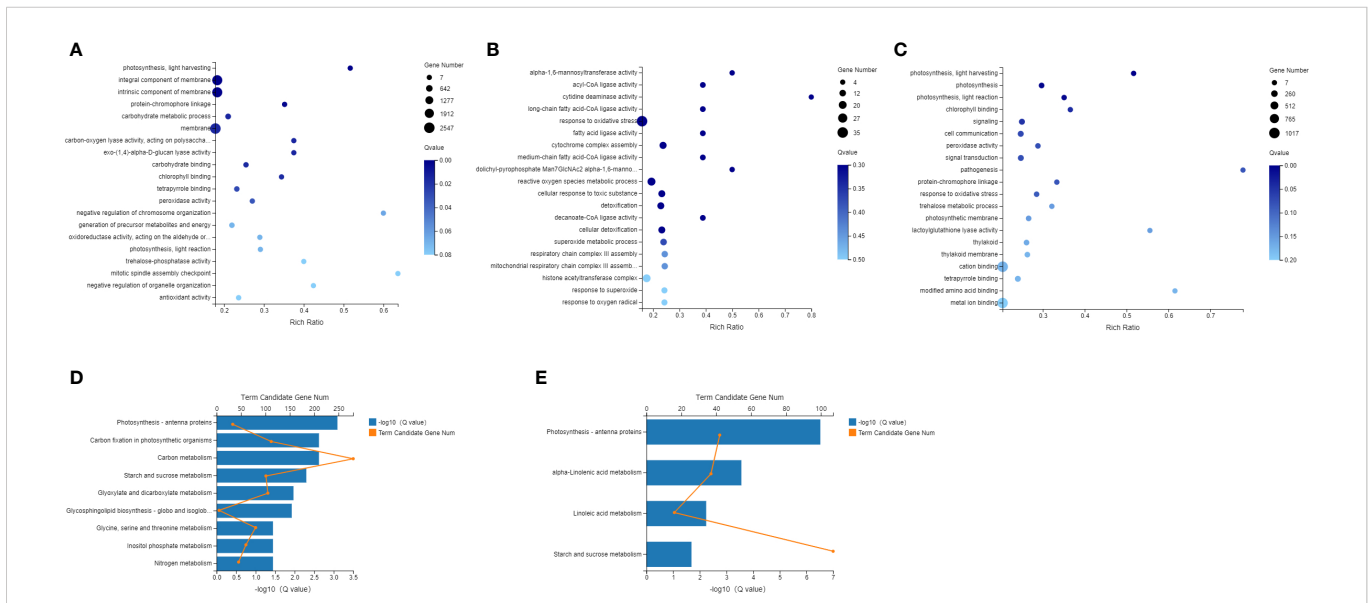 A
photosynthesis, light harvesting
integral component of membrane
intrinsic component of membrane
protein-chromophore linkage
carbohydrate metabolic process
membrane
carbon-oxygen lyase activity, acting on polysaccha...
exo-(1,4)-alpha-D-glucan lyase activity
carbohydrate binding
chlorophyll binding
tetrapyrrole binding
peroxidase activity
negative regulation of chromosome organization
generation of precursor metabolites and energy
oxidoreductase activity, acting on the aldehyde or...
photosynthesis, light reaction
trehalose-phosphatase activity
mitotic spindle assembly checkpoint
negative regulation of organelle organization
antioxidant activity
0.2 0.3 0.4 0.5 0.6
Rich Ratio
Gene Number
7
642
1277
1912
2547
Qvalue
0.00
0.02
0.04
0.06
0.08
B
alpha-1,6-mannosyltransferase activity
acyl-CoA ligase activity
cytidine deaminase activity
long-chain fatty acid-CoA ligase activity
response to oxidative stress
fatty acid ligase activity
cytochrome complex assembly
medium-chain fatty acid-CoA ligase activity
dolichyl-pyrophosphate Man7GlcNAc2 alpha-1,6-manno...
reactive oxygen species metabolic process
cellular response to toxic substance
detoxification
decanoate-CoA ligase activity
cellular detoxification
superoxide metabolic process
respiratory chain complex III assembly
mitochondrial respiratory chain complex III assemb...
histone acetyltransferase complex
response to superoxide
response to oxygen radical
0.2 0.3 0.4 0.5 0.6 0.7 0.8
Rich Ratio
Gene Number
4
12
20
27
35
Qvalue
0.30
0.35
0.40
0.45
0.50
C
photosynthesis, light harvesting
photosynthesis
photosynthesis, light reaction
chlorophyll binding
signaling
cell communication
peroxidase activity
signal transduction
pathogenesis
protein-chromophore linkage
response to oxidative stress
trehalose metabolic process
photosynthetic membrane
lactoylglutathione lyase activity
thylakoid
thylakoid membrane
cation binding
tetrapyrrole binding
modified amino acid binding
metal ion binding
0.3 0.4 0.5 0.6 0.7
Rich Ratio
Gene Number
7
260
512
765
1017
Qvalue
0.00
0.05
0.10
0.15
0.20
D
Term Candidate Gene Num
0 50 100 150 200 250
Photosynthesis - antenna proteins
Carbon fixation in photosynthetic organisms
Carbon metabolism
Starch and sucrose metabolism
Glyoxylate and dicarboxylate metabolism
Glycosphingolipid biosynthesis - globo and isoglob...
Glycine, serine and threonine metabolism
Inositol phosphate metabolism
Nitrogen metabolism
0.0 0.5 1.0 1.5 2.0 2.5 3.0 3.5
-log10 (Q value)
-log10 (Q value)
Term Candidate Gene Num
E
Term Candidate Gene Num
0 20 40 60 80 100
Photosynthesis - antenna proteins
alpha-Linolenic acid metabolism
Linoleic acid metabolism
Starch and sucrose metabolism
0 1 2 3 4 5 6 7
-log10 (Q value)
-log10 (Q value)
Term Candidate Gene Num